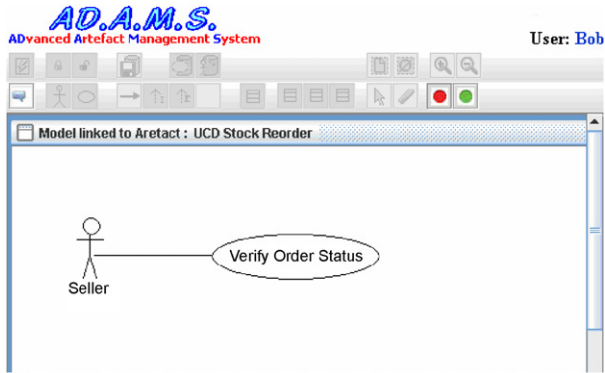 AD.A.M.S.
ADvanced Artefact Management System
User: Bob
Model linked to Aretact : UCD Stock Reorder
Verify Order Status
Seller